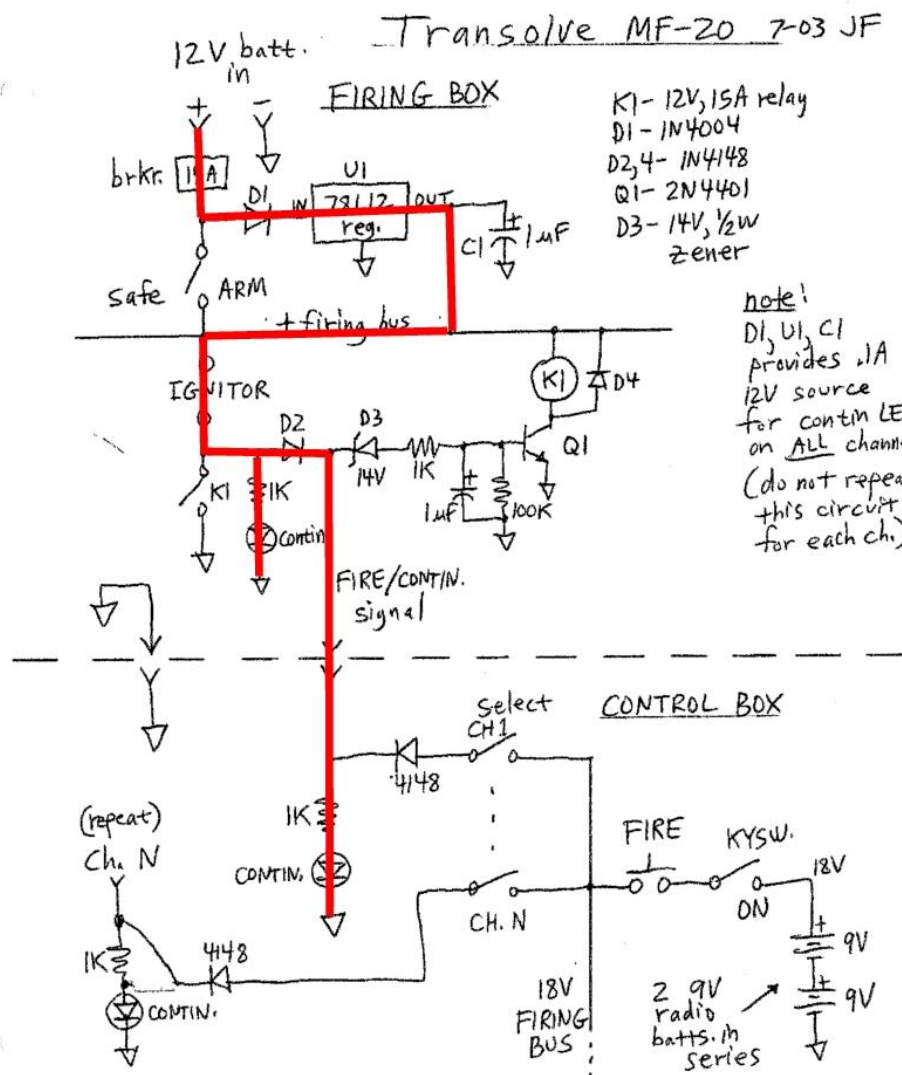 Transolve MF-20 7-03 JF
12V batt.
in
FIRING BOX
+ -
brkr.
D1
IN
U1
78L12
reg.
OUT
+
C1
1µF
Safe
ARM
+ firing bus
K1- 12V, 15A relay
D1 - 1N4004
D2,4- 1N4148
Q1- 2N4401
D3- 14V, 1/2W
Zener
note!
D1, U1, C1
provides .1A
12V source
for contin LE
on ALL chann
(do not repea
this circuit
for each ch.)
IGNITOR
D2
D3
14V
1K
K1
D4
Q1
K1
1K
Contin
1µF
+
100K
FIRE/CONTIN.
signal
CONTROL BOX
Select
CH1
4148
1K
CONTIN.
(repeat)
Ch. N
1K
CONTIN.
4148
CH. N
FIRE
KYSW.
ON
18V
+
9V
+
9V
18V
FIRING
BUS
2 9V
radio
batts. in
series